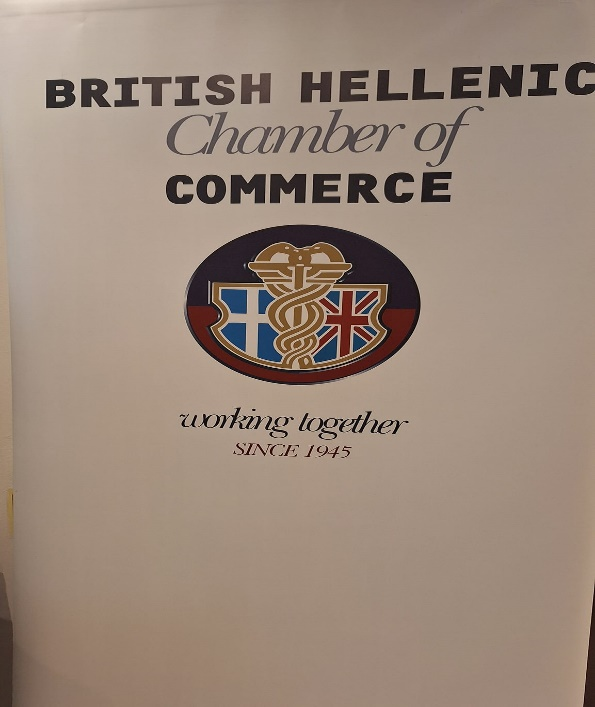 BRITISH HELLENIC
Chamber of
COMMERCE
working together
SINCE 1945